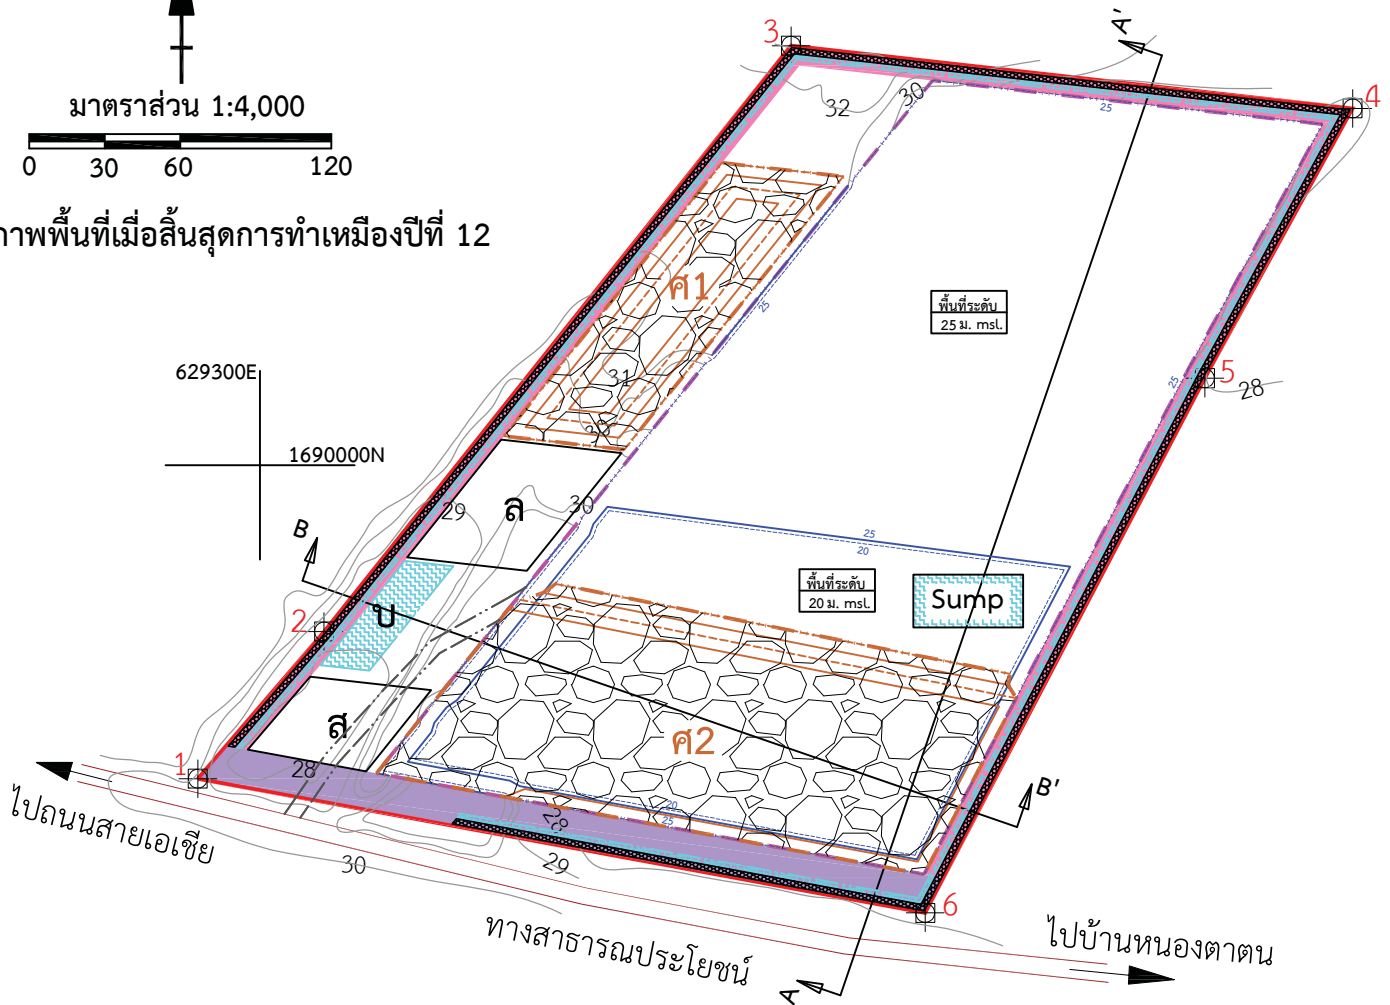 มาตราส่วน 1:4,000
0 30 60 120
ภาพพื้นที่เมื่อสิ้นสุดการทำเหมืองปีที่ 12
629300E
1690000N
3
A'
4
32
30
25
ศ1
25
พื้นที่ระดับ
25 ม. msl.
31
30
25
5
28
29
ล
30
25
20
B
พื้นที่ระดับ
20 ม. msl.
Sump
2
ป
ส
ศ2
1
28
B'
20
25
28
29
30
6
ไปถนนสายเอเชีย
ทางสาธารณประโยชน์
ไปบ้านหนองตาตน
A